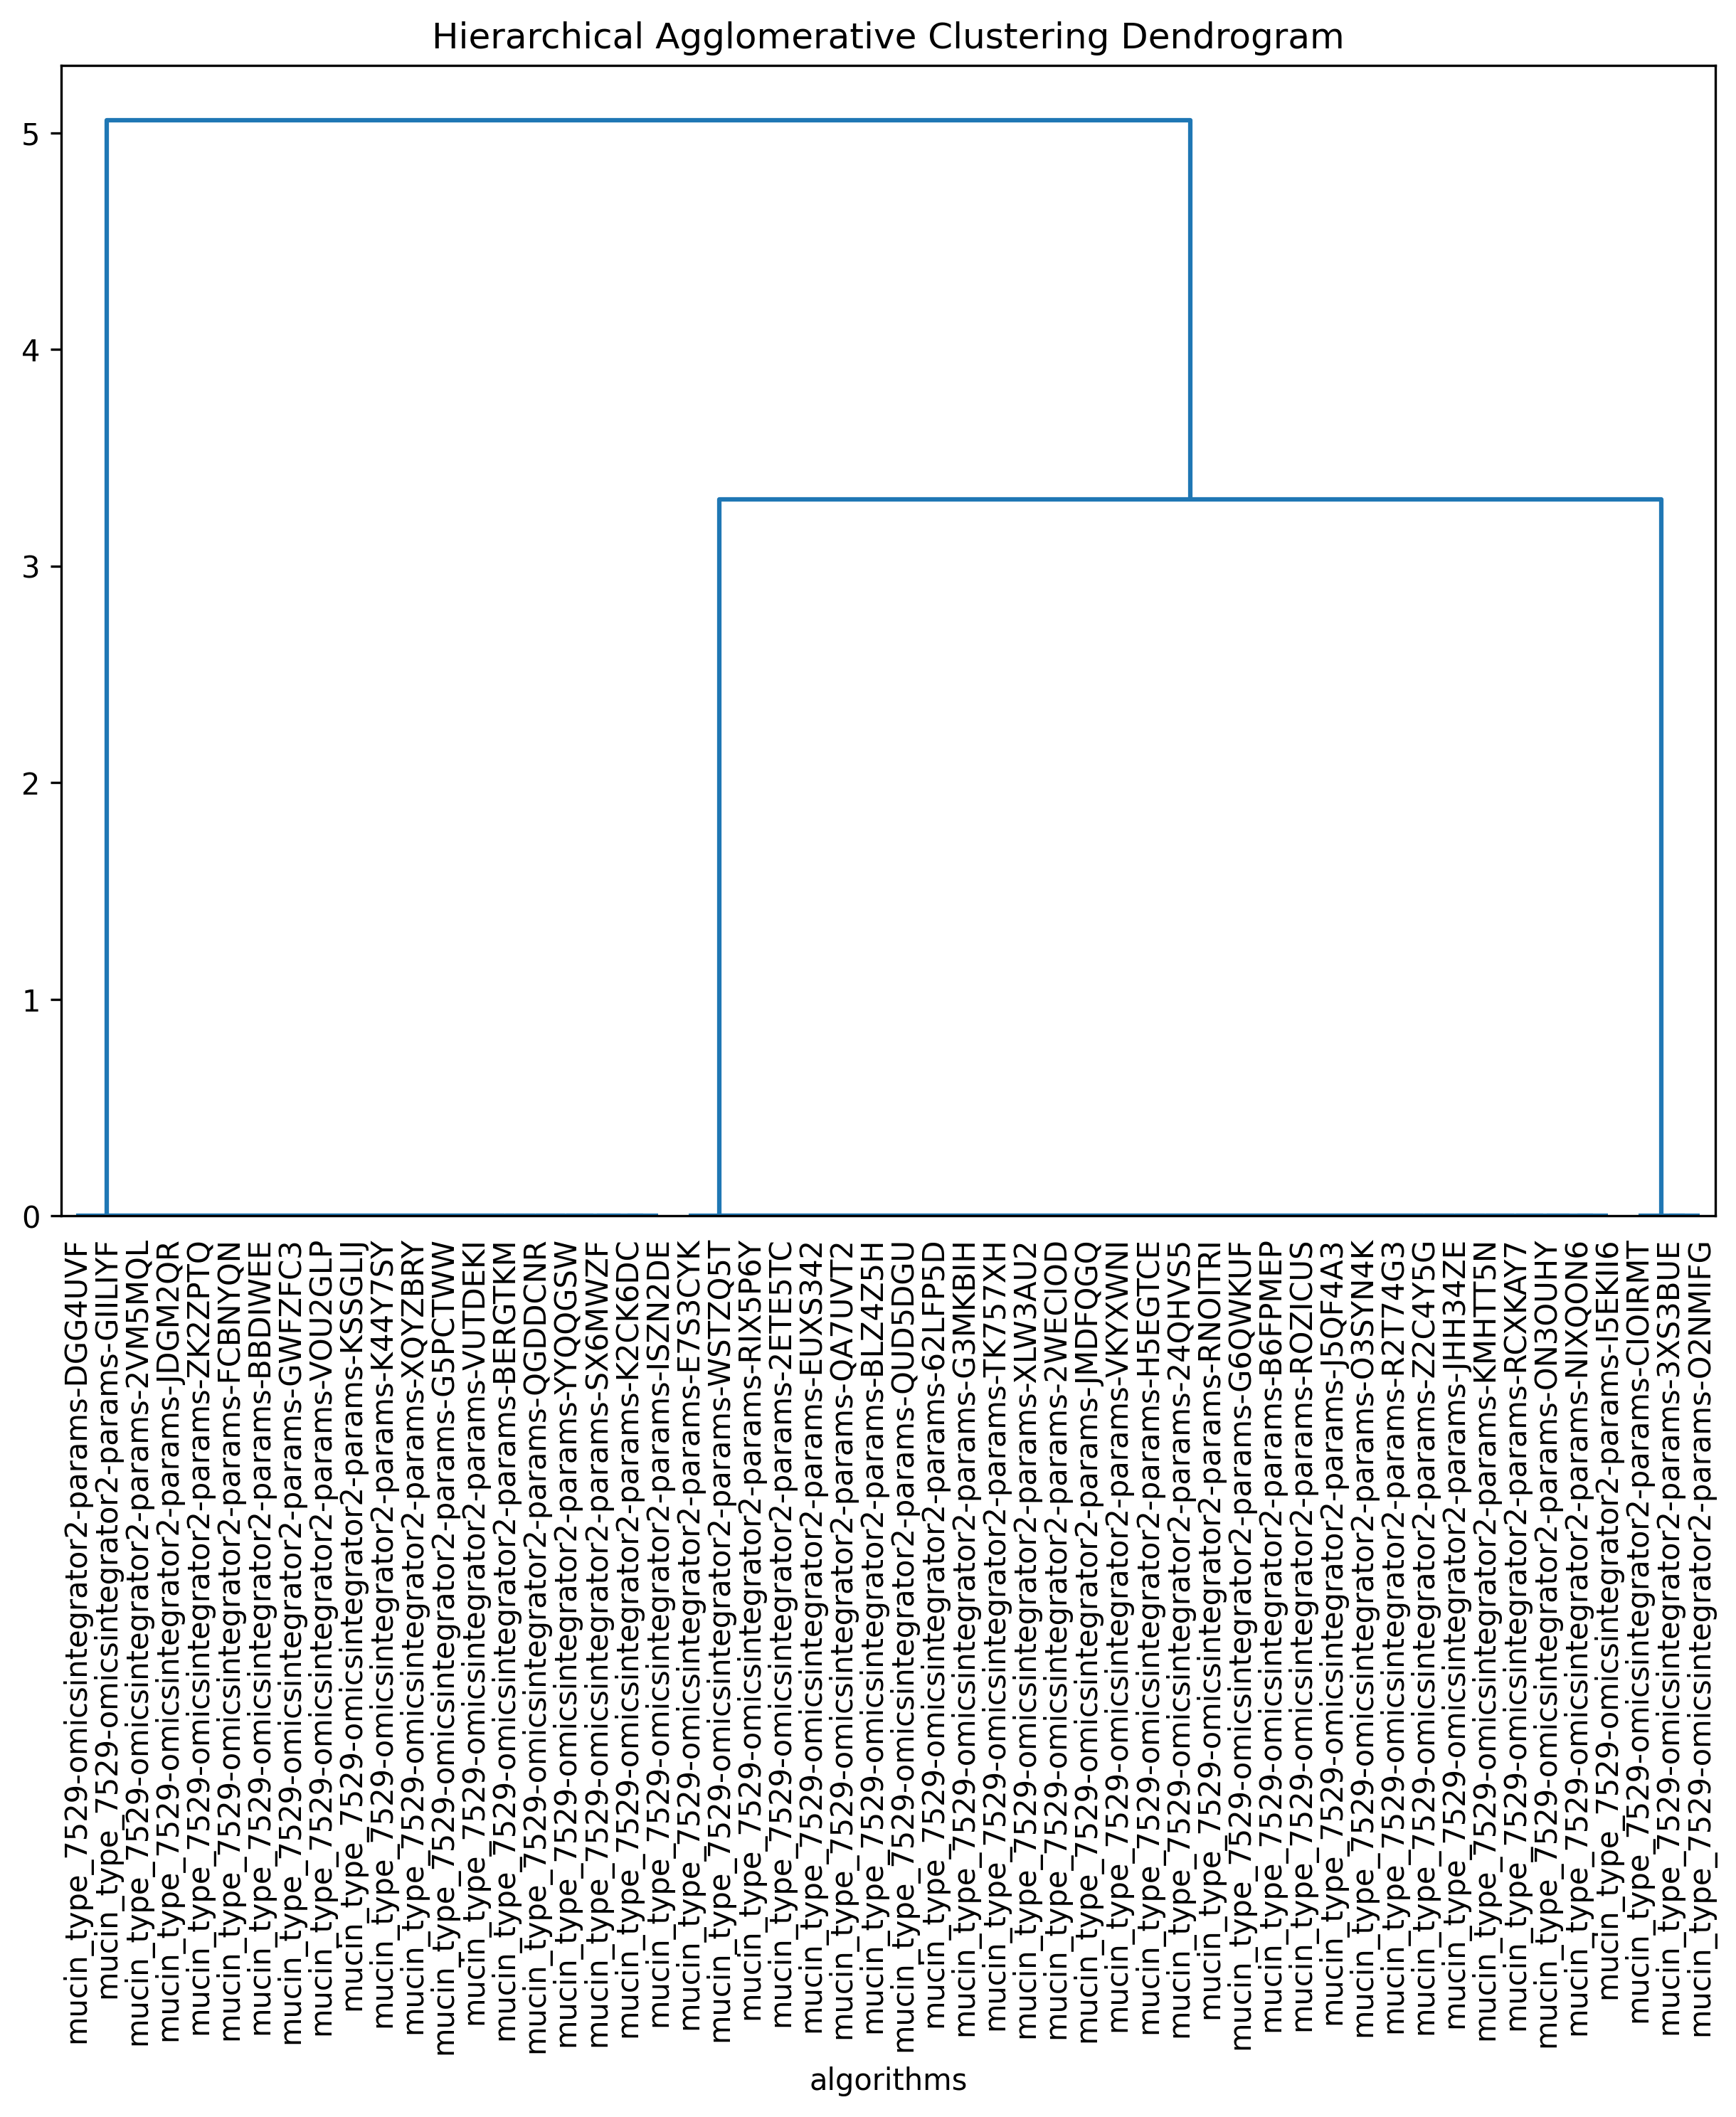 Hierarchical Agglomerative Clustering Dendrogram
5
4
3
2
1
0
mucin_type_7529-omicsintegrator2-params-DGG4UVF
mucin_type_7529-omicsintegrator2-params-GIILIYF
mucin_type_7529-omicsintegrator2-params-2VM5MQL
mucin_type_7529-omicsintegrator2-params-JDGM2QR
mucin_type_7529-omicsintegrator2-params-ZK2ZPTQ
mucin_type_7529-omicsintegrator2-params-FCBNYQN
mucin_type_7529-omicsintegrator2-params-BBDIWEE
mucin_type_7529-omicsintegrator2-params-GWFZFC3
mucin_type_7529-omicsintegrator2-params-VOU2GLP
mucin_type_7529-omicsintegrator2-params-KSSGLIJ
mucin_type_7529-omicsintegrator2-params-K44Y7SY
mucin_type_7529-omicsintegrator2-params-XQYZBRY
mucin_type_7529-omicsintegrator2-params-G5PCTWW
mucin_type_7529-omicsintegrator2-params-VUTDEKI
mucin_type_7529-omicsintegrator2-params-BERGTKM
mucin_type_7529-omicsintegrator2-params-QGDDCNR
mucin_type_7529-omicsintegrator2-params-YYQQGSW
mucin_type_7529-omicsintegrator2-params-SX6MWZF
mucin_type_7529-omicsintegrator2-params-K2CK6DC
mucin_type_7529-omicsintegrator2-params-ISZN2DE
mucin_type_7529-omicsintegrator2-params-E7S3CYK
mucin_type_7529-omicsintegrator2-params-WSTZQ5T
mucin_type_7529-omicsintegrator2-params-RIX5P6Y
mucin_type_7529-omicsintegrator2-params-2ETE5TC
mucin_type_7529-omicsintegrator2-params-EUXS342
mucin_type_7529-omicsintegrator2-params-QA7UVT2
mucin_type_7529-omicsintegrator2-params-BLZ4Z5H
mucin_type_7529-omicsintegrator2-params-QUD5DGU
mucin_type_7529-omicsintegrator2-params-62LFP5D
mucin_type_7529-omicsintegrator2-params-G3MKBIH
mucin_type_7529-omicsintegrator2-params-TK757XH
mucin_type_7529-omicsintegrator2-params-XLW3AU2
mucin_type_7529-omicsintegrator2-params-2WECIOD
mucin_type_7529-omicsintegrator2-params-JMDFQGQ
mucin_type_7529-omicsintegrator2-params-VKYXWNI
mucin_type_7529-omicsintegrator2-params-H5EGTCE
mucin_type_7529-omicsintegrator2-params-24QHVS5
mucin_type_7529-omicsintegrator2-params-RNOITRI
mucin_type_7529-omicsintegrator2-params-G6QWKUF
mucin_type_7529-omicsintegrator2-params-B6FPMEP
mucin_type_7529-omicsintegrator2-params-ROZICUS
mucin_type_7529-omicsintegrator2-params-J5QF4A3
mucin_type_7529-omicsintegrator2-params-O3SYN4K
mucin_type_7529-omicsintegrator2-params-R2T74G3
mucin_type_7529-omicsintegrator2-params-Z2C4Y5G
mucin_type_7529-omicsintegrator2-params-JHH34ZE
mucin_type_7529-omicsintegrator2-params-KMHTT5N
mucin_type_7529-omicsintegrator2-params-RCXKAY7
mucin_type_7529-omicsintegrator2-params-ON3OUHY
mucin_type_7529-omicsintegrator2-params-NIXQON6
mucin_type_7529-omicsintegrator2-params-I5EKII6
mucin_type_7529-omicsintegrator2-params-CIOIRMT
mucin_type_7529-omicsintegrator2-params-3XS3BUE
mucin_type_7529-omicsintegrator2-params-O2NMIFG
algorithms